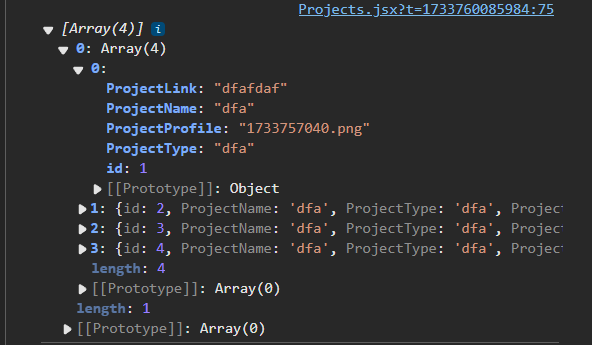 Projects.jsx?t=1733760085984:75
[Array(4)] i
0: Array(4)
0:
ProjectLink: "dfafdaf"
ProjectName: "dfa"
ProjectProfile: "1733757040.png"
ProjectType: "dfa"
id: 1
[[Prototype]]: Object
1: {id: 2, ProjectName: 'dfa', ProjectType: 'dfa', Projec
2: {id: 3, ProjectName: 'dfa', ProjectType: 'dfa', Projec
3: {id: 4, ProjectName: 'dfa', ProjectType: 'dfa', Projec
length: 4
[[Prototype]]: Array(0)
length: 1
[[Prototype]]: Array(0)